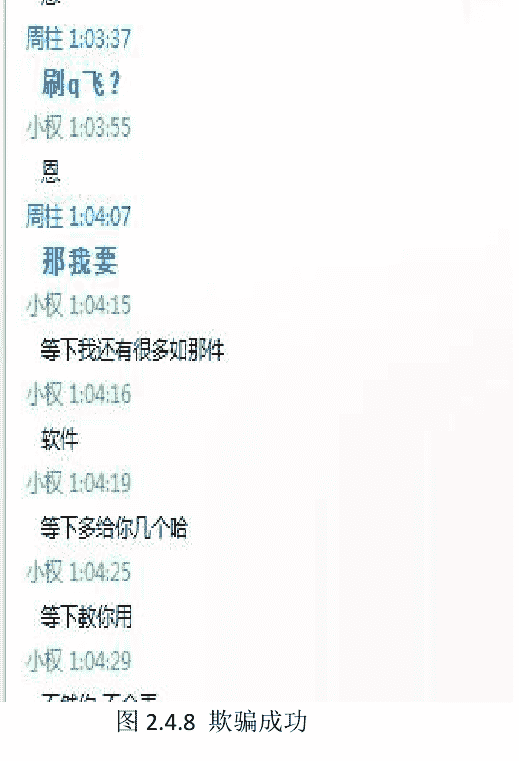 周柱 1:03:37
刷q飞?
小权 1:03:55
恩
周柱 1:04:07
那我要
小权 1:04:15
等下我还有很多如那件
小权 1:04:16
软件
小权 1:04:19
等下多给你几个哈
小权 1:04:25
等下教你用
小权 1:04:29
图 2.4.8 欺骗成功